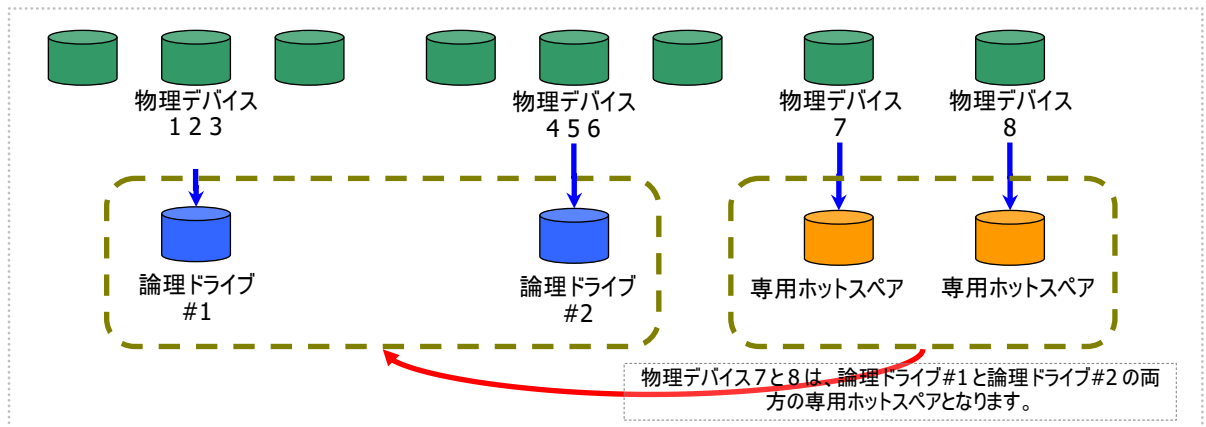 物理デバイス
1 2 3
物理デバイス
4 5 6
物理デバイス
7
物理デバイス
8
論理ドライブ
#1
論理ドライブ
#2
専用ホットスペア
専用ホットスペア
物理デバイス7と8は、論理ドライブ#1と論理ドライブ#2の両
方の専用ホットスペアとなります。